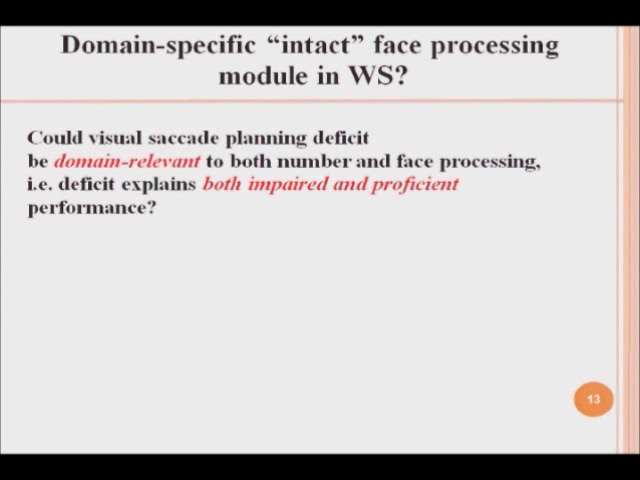 Domain-specific “intact” face processing
module in WS?
Could visual saccade planning deficit
be domain-relevant to both number and face processing,
i.e. deficit explains both impaired and proficient
performance?
13